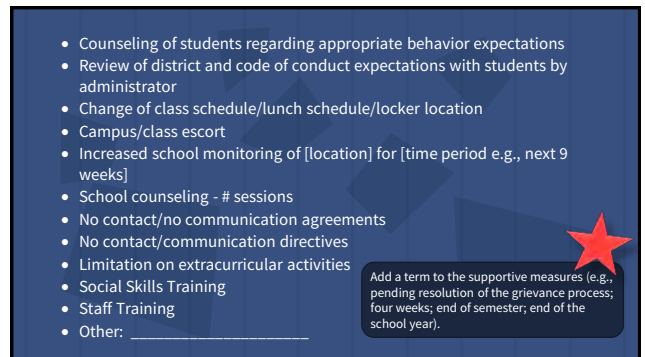 • Counseling of students regarding appropriate behavior expectations
• Review of district and code of conduct expectations with students by
administrator
• Change of class schedule/lunch schedule/locker location
• Campus/class escort
• Increased school monitoring of [location] for [time period e.g., next 9
weeks]
• School counseling - # sessions
• No contact/no communication agreements
• No contact/communication directives
• Limitation on extracurricular activities
• Social Skills Training
• Staff Training
• Other: ______________________
Add a term to the supportive measures (e.g.,
pending resolution of the grievance process;
four weeks; end of semester; end of the
school year).